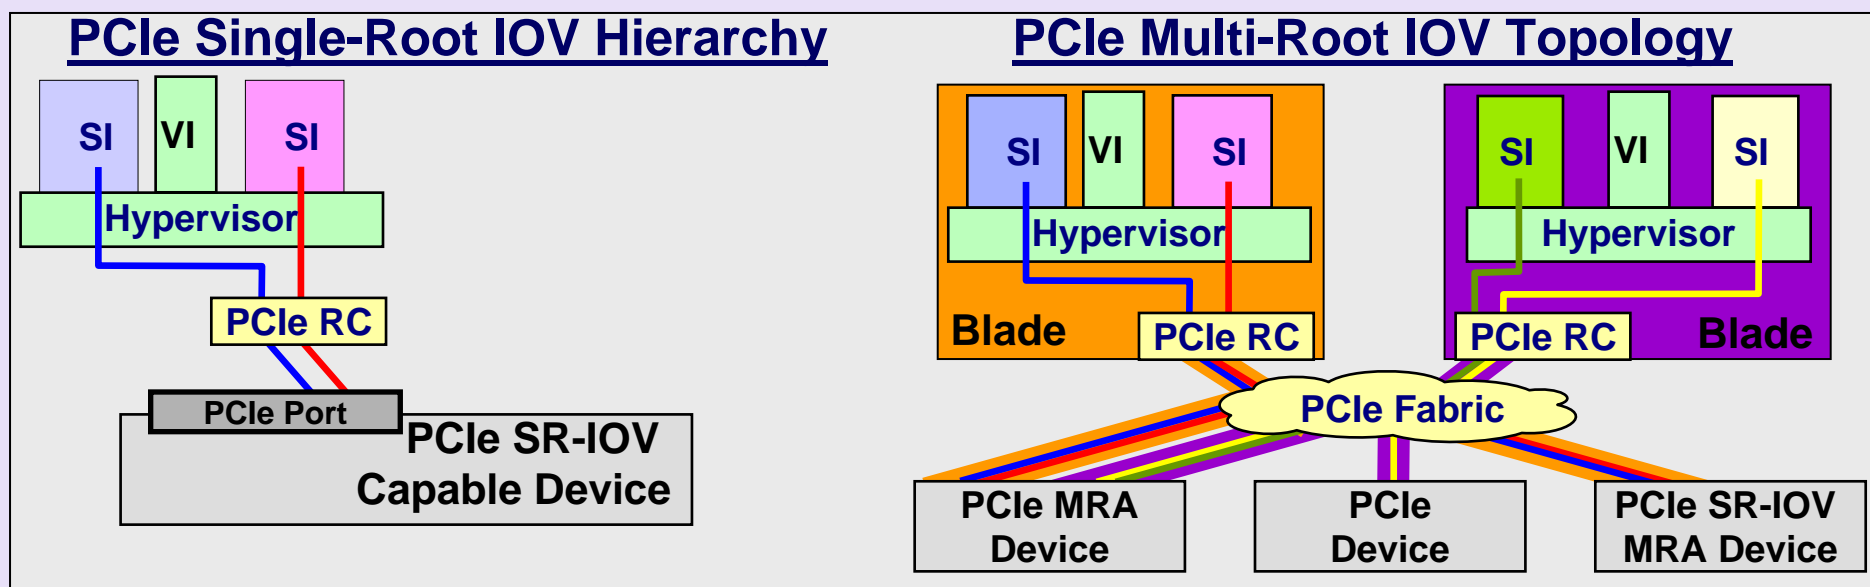 PCIe Single-Root IOV Hierarchy
SI
VI
SI
Hypervisor
PCIe RC
PCIe Port
PCIe SR-IOV
Capable Device
PCIe Multi-Root IOV Topology
SI
VI
SI
Hypervisor
Blade
PCIe RC
SI
VI
SI
Hypervisor
PCIe RC
Blade
PCIe Fabric
PCIe MRA
Device
PCIe
Device
PCIe SR-IOV
MRA Device